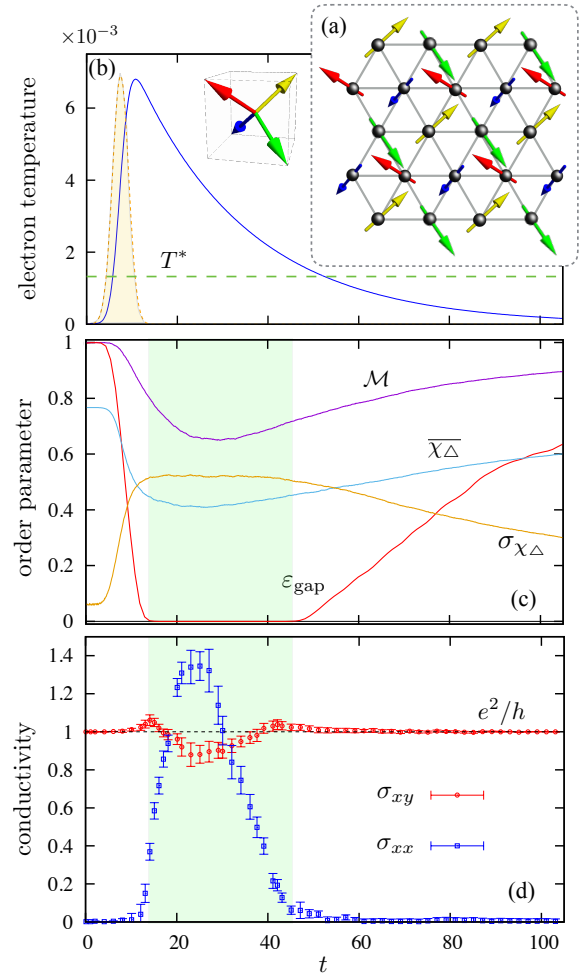 ×10⁻³
(a)
(b)
electron temperature
6
4
2
0
T*
order parameter
1
0.8
0.6
0.4
0.2
0
ℳ
χ△
σχ△
εgap
(c)
conductivity
1.4
1.2
1
0.8
0.6
0.4
0.2
0
e²/h
σxy
σxx
(d)
0 20 40 60 80 100
t